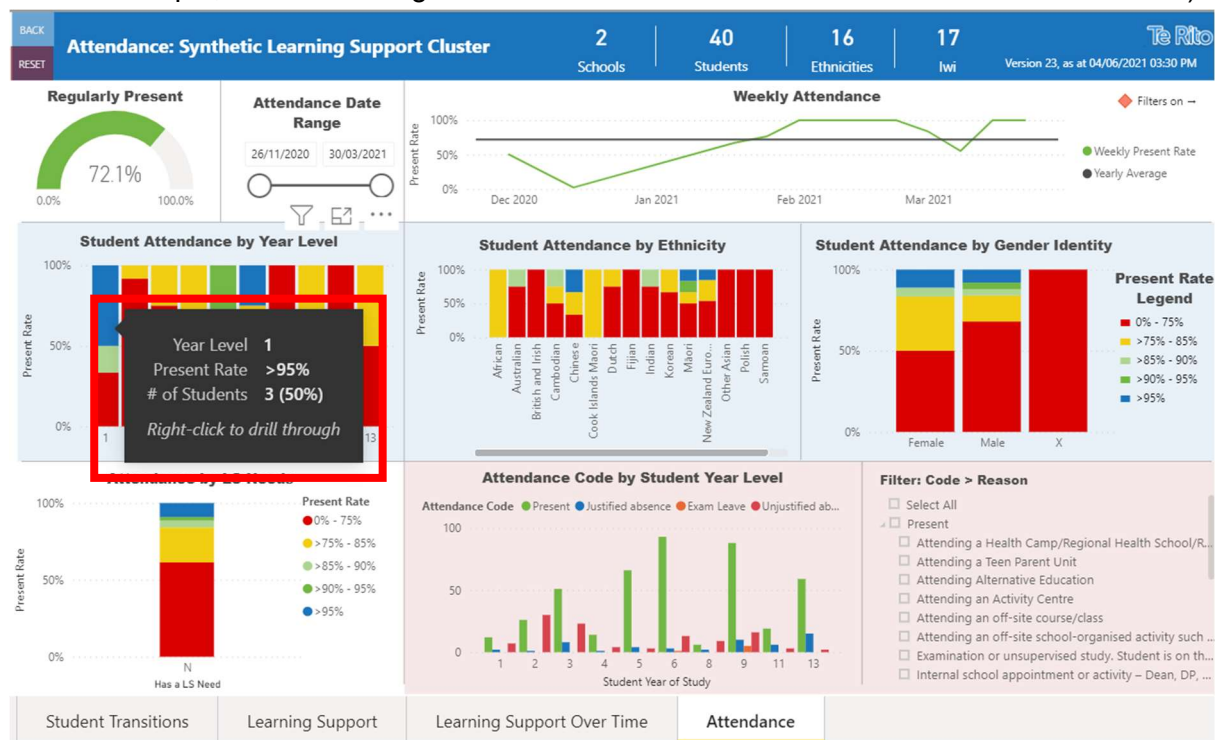 BACK
RESET
Attendance: Synthetic Learning Support Cluster
2
Schools
40
Students
16
Ethnicities
17
Iwi
Te Rito
Version 23, as at 04/06/2021 03:30 PM
Regularly Present
72.1%
0.0%
100.0%
Attendance Date
Range
26/11/2020
30/03/2021
Weekly Attendance
Filters on →
Present Rate
100%
50%
0%
Dec 2020
Jan 2021
Feb 2021
Mar 2021
Weekly Present Rate
Yearly Average
Student Attendance by Year Level
Present Rate
100%
50%
0%
1
13
Year Level 1
Present Rate >95%
# of Students 3 (50%)
Right-click to drill through
Student Attendance by Ethnicity
Present Rate
100%
50%
0%
African
Australian
British and Irish
Cambodian
Chinese
Cook Islands Maori
Dutch
Fijian
Indian
Korean
Māori
New Zealand Euro...
Other Asian
Polish
Samoan
Student Attendance by Gender Identity
Present Rate
100%
50%
0%
Female
Male
X
Present Rate
Legend
0% - 75%
>75% - 85%
>85% - 90%
>90% - 95%
>95%
Attendance by LS Needs
Present Rate
100%
50%
0%
N
Has a LS Need
Present Rate
0% - 75%
>75% - 85%
>85% - 90%
>90% - 95%
>95%
Attendance Code by Student Year Level
Attendance Code Present Justified absence Exam Leave Unjustified ab...
100
50
0
1 2 3 4 5 6 8 9 11 13
Student Year of Study
Filter: Code > Reason
Select All
Present
Attending a Health Camp/Regional Health School/R...
Attending a Teen Parent Unit
Attending Alternative Education
Attending an Activity Centre
Attending an off-site course/class
Attending an off-site school-organised activity such ...
Examination or unsupervised study. Student is on th...
Internal school appointment or activity – Dean, DP, ...
Student Transitions
Learning Support
Learning Support Over Time
Attendance